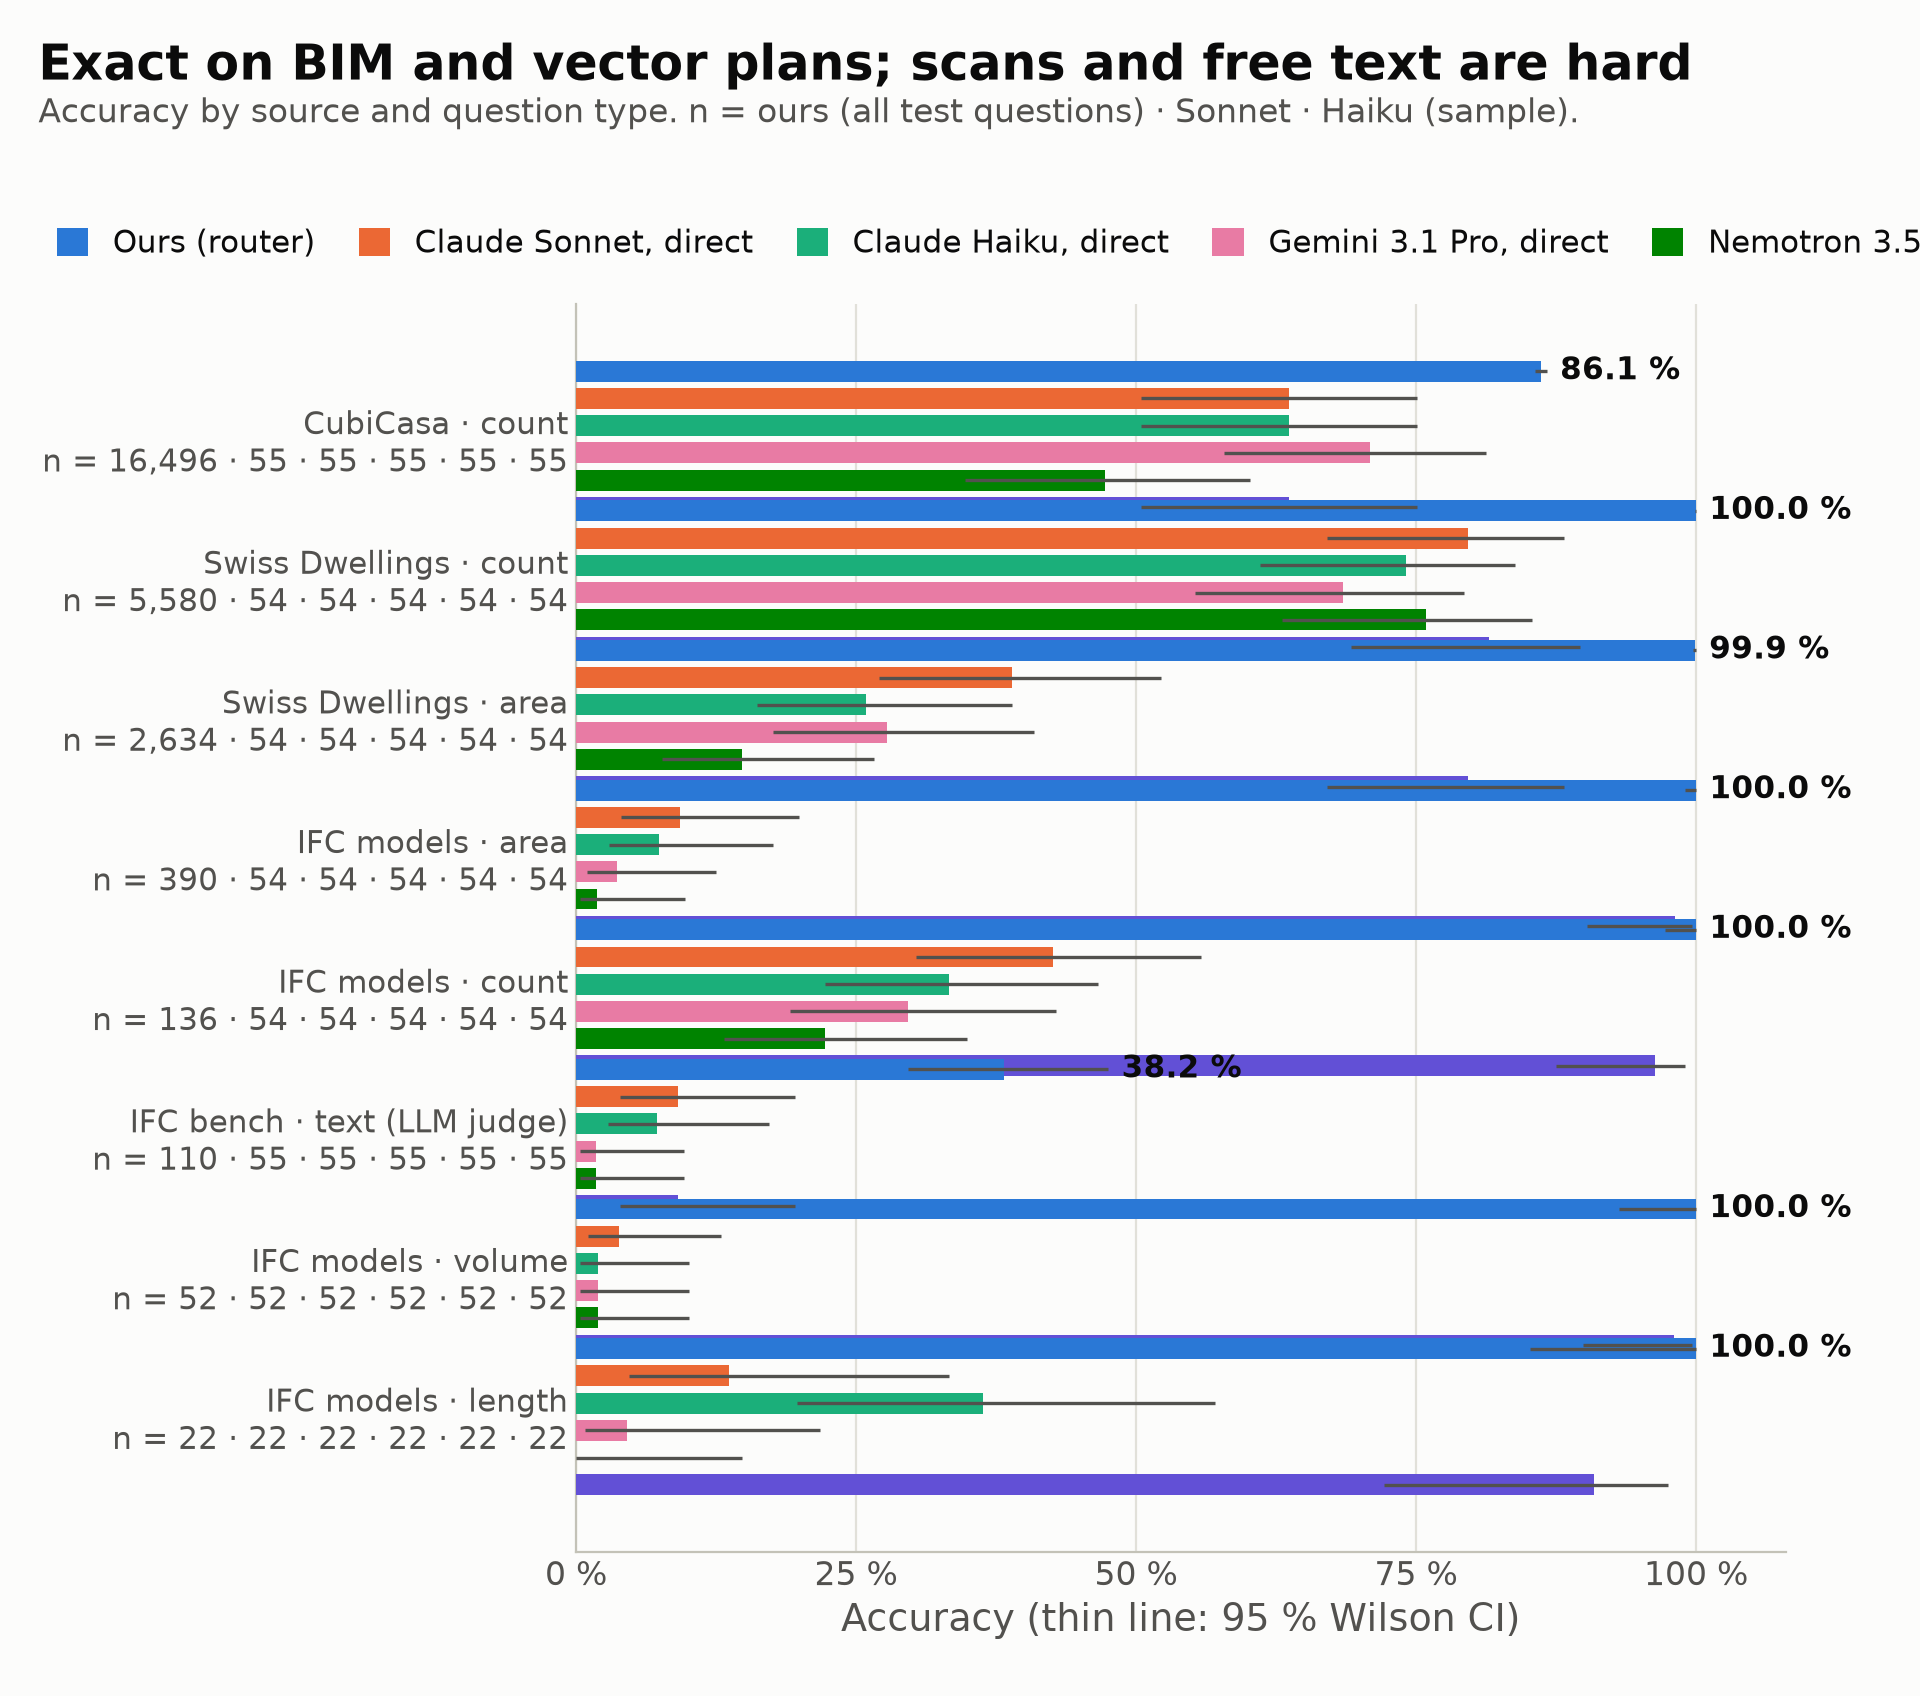 Exact on BIM and vector plans; scans and free text are hard
Accuracy by source and question type. n = ours (all test questions) · Sonnet · Haiku (sample).
Ours (router) Claude Sonnet, direct Claude Haiku, direct Gemini 3.1 Pro, direct Nemotron 3.5
86.1 %
CubiCasa · count
n = 16,496 · 55 · 55 · 55 · 55 · 55
100.0 %
Swiss Dwellings · count
n = 5,580 · 54 · 54 · 54 · 54 · 54
99.9 %
Swiss Dwellings · area
n = 2,634 · 54 · 54 · 54 · 54 · 54
100.0 %
IFC models · area
n = 390 · 54 · 54 · 54 · 54 · 54
100.0 %
IFC models · count
n = 136 · 54 · 54 · 54 · 54 · 54
38.2 %
IFC bench · text (LLM judge)
n = 110 · 55 · 55 · 55 · 55 · 55
100.0 %
IFC models · volume
n = 52 · 52 · 52 · 52 · 52 · 52
100.0 %
IFC models · length
n = 22 · 22 · 22 · 22 · 22 · 22
0 % 25 % 50 % 75 % 100 %
Accuracy (thin line: 95 % Wilson CI)